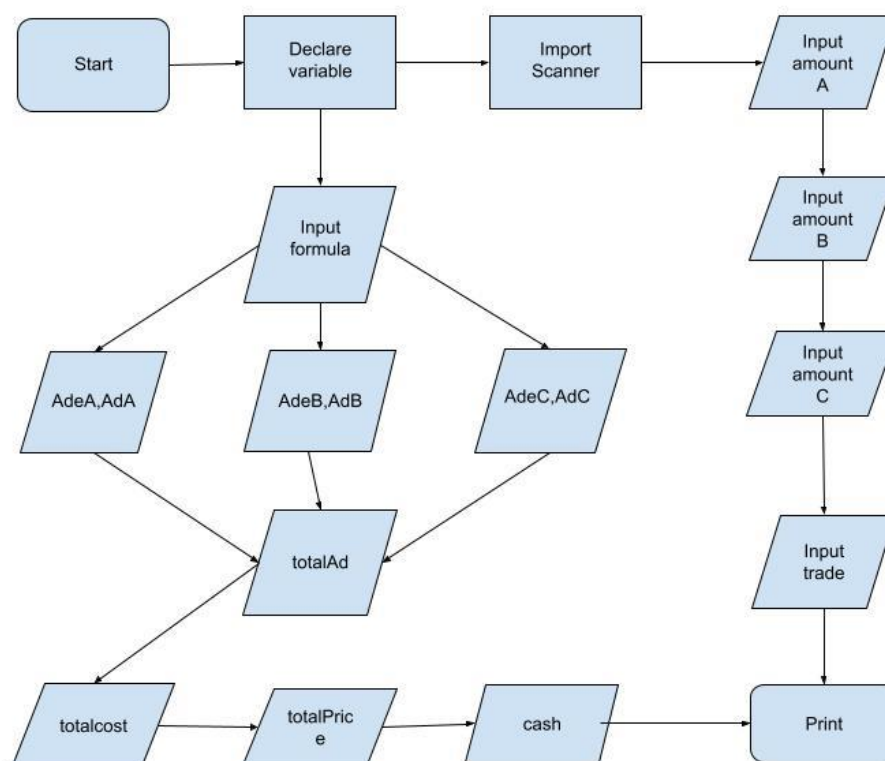 Start
Declare
variable
Import
Scanner
Input
amount
A
Input
formula
Input
amount
B
AdeA,AdA
AdeB,AdB
AdeC,AdC
Input
amount
C
totalAd
Input
trade
totalcost
totalPric
e
cash
Print